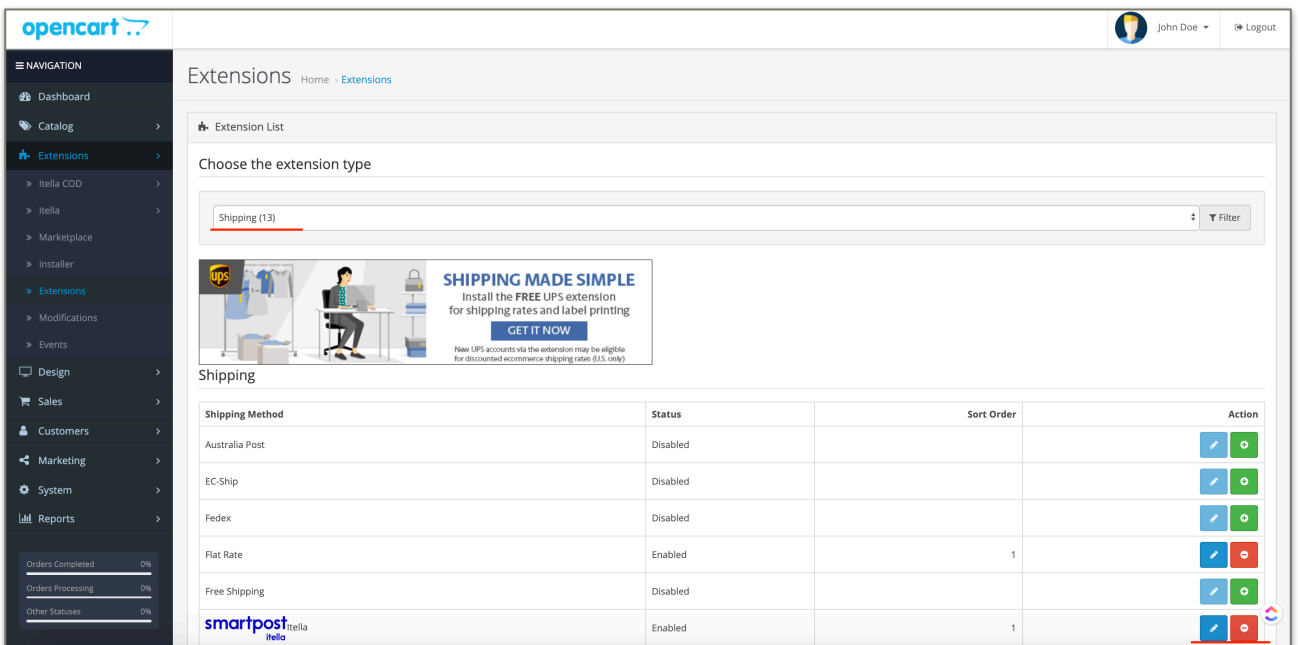 opencart
John Doe
Logout
NAVIGATION
Extensions Home › Extensions
Dashboard
Catalog
Extensions
» Itella COD
» Itella
» Marketplace
» Installer
» Extensions
» Modifications
» Events
Design
Sales
Customers
Marketing
System
Reports
Orders Completed 0%
Orders Processing 0%
Other Statuses 0%
Extension List
Choose the extension type
Shipping (13)
Filter
ups
SHIPPING MADE SIMPLE
Install the FREE UPS extension
for shipping rates and label printing
GET IT NOW
New UPS accounts via the extension may be eligible
for discounted ecommerce shipping rates (U.S. only)
Shipping
Shipping Method Status Sort Order Action
Australia Post Disabled
EC-Ship Disabled
Fedex Disabled
Flat Rate Enabled 1
Free Shipping Disabled
smartpost itella Itella Enabled 1